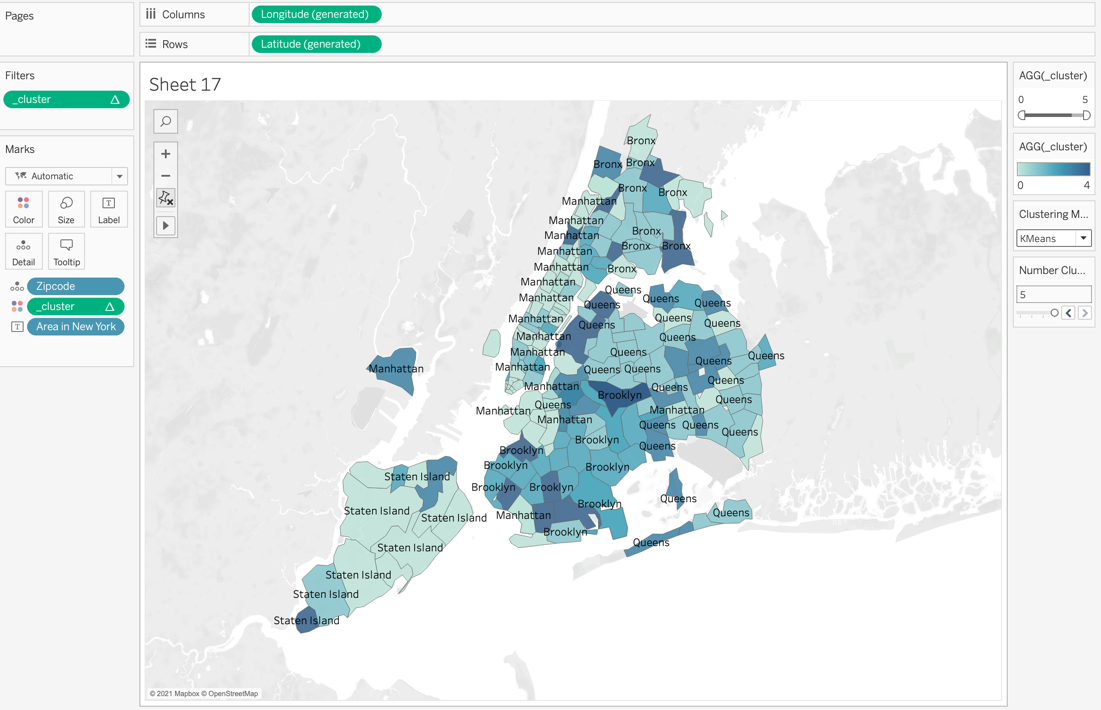 Pages
Columns
Longitude (generated)
Rows
Latitude (generated)
Filters
_cluster
Marks
Automatic
Color
Size
Label
Detail
Tooltip
Zipcode
_cluster
Area in New York
Sheet 17
Bronx
Bronx
Bronx
Bronx
Bronx
Manhattan
Manhattan
Bronx
Manhattan
Bronx
Bronx
Manhattan
Manhattan
Bronx
Manhattan
Queens
Manhattan
Queens
Queens
Queens
Manhattan
Queens
Queens
Queens
Manhattan
Queens
Manhattan
Queens
Queens
Manhattan
Queens
Queens
Queens
Manhattan
Queens
Manhattan
Queens
Brooklyn
Queens
Queens
Manhattan
Manhattan
Manhattan
Queens
Queens
Queens
Brooklyn
Queens
Brooklyn
Brooklyn
Brooklyn
Staten Island
Brooklyn
Brooklyn
Queens
Brooklyn
Staten Island
Queens
Staten Island
Manhattan
Brooklyn
Queens
Staten Island
Staten Island
Staten Island
Staten Island
© 2021 Mapbox © OpenStreetMap
AGG(_cluster)
0 5
AGG(_cluster)
0 4
Clustering M...
KMeans
Number Clu...
5